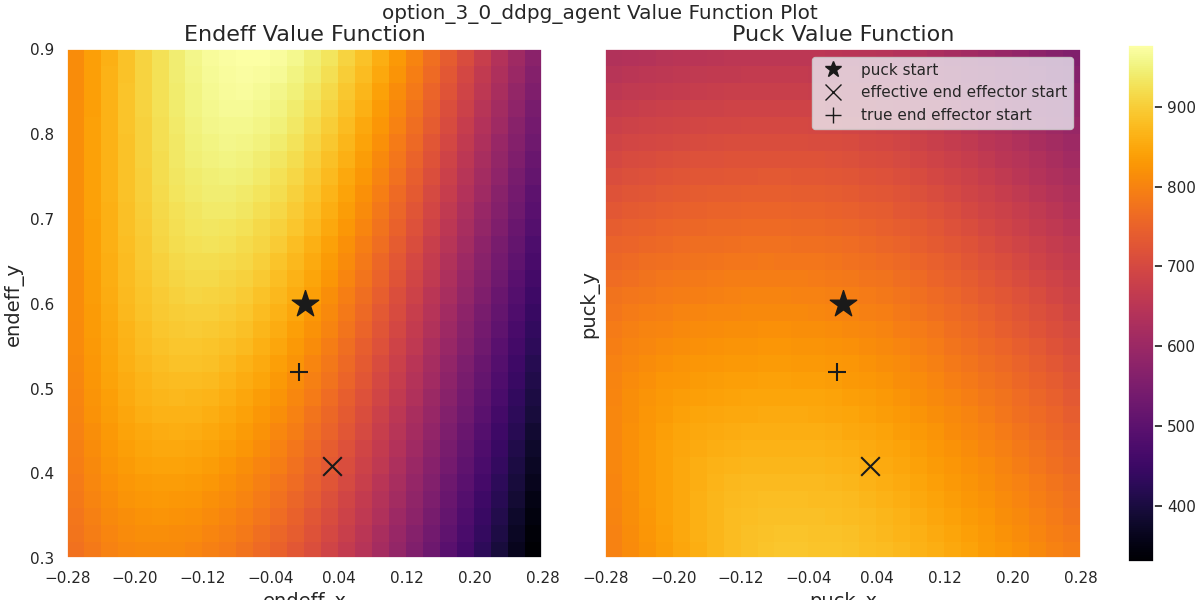 option_3_0_ddpg_agent Value Function Plot
Endeff Value Function
Puck Value Function
puck start
effective end effector start
true end effector start
0.9
0.8
0.7
0.6
0.5
0.4
0.3
endeff_y
−0.28 −0.20 −0.12 −0.04 0.04 0.12 0.20 0.28
endeff_x
puck_y
−0.28 −0.20 −0.12 −0.04 0.04 0.12 0.20 0.28
puck_x
900
800
700
600
500
400